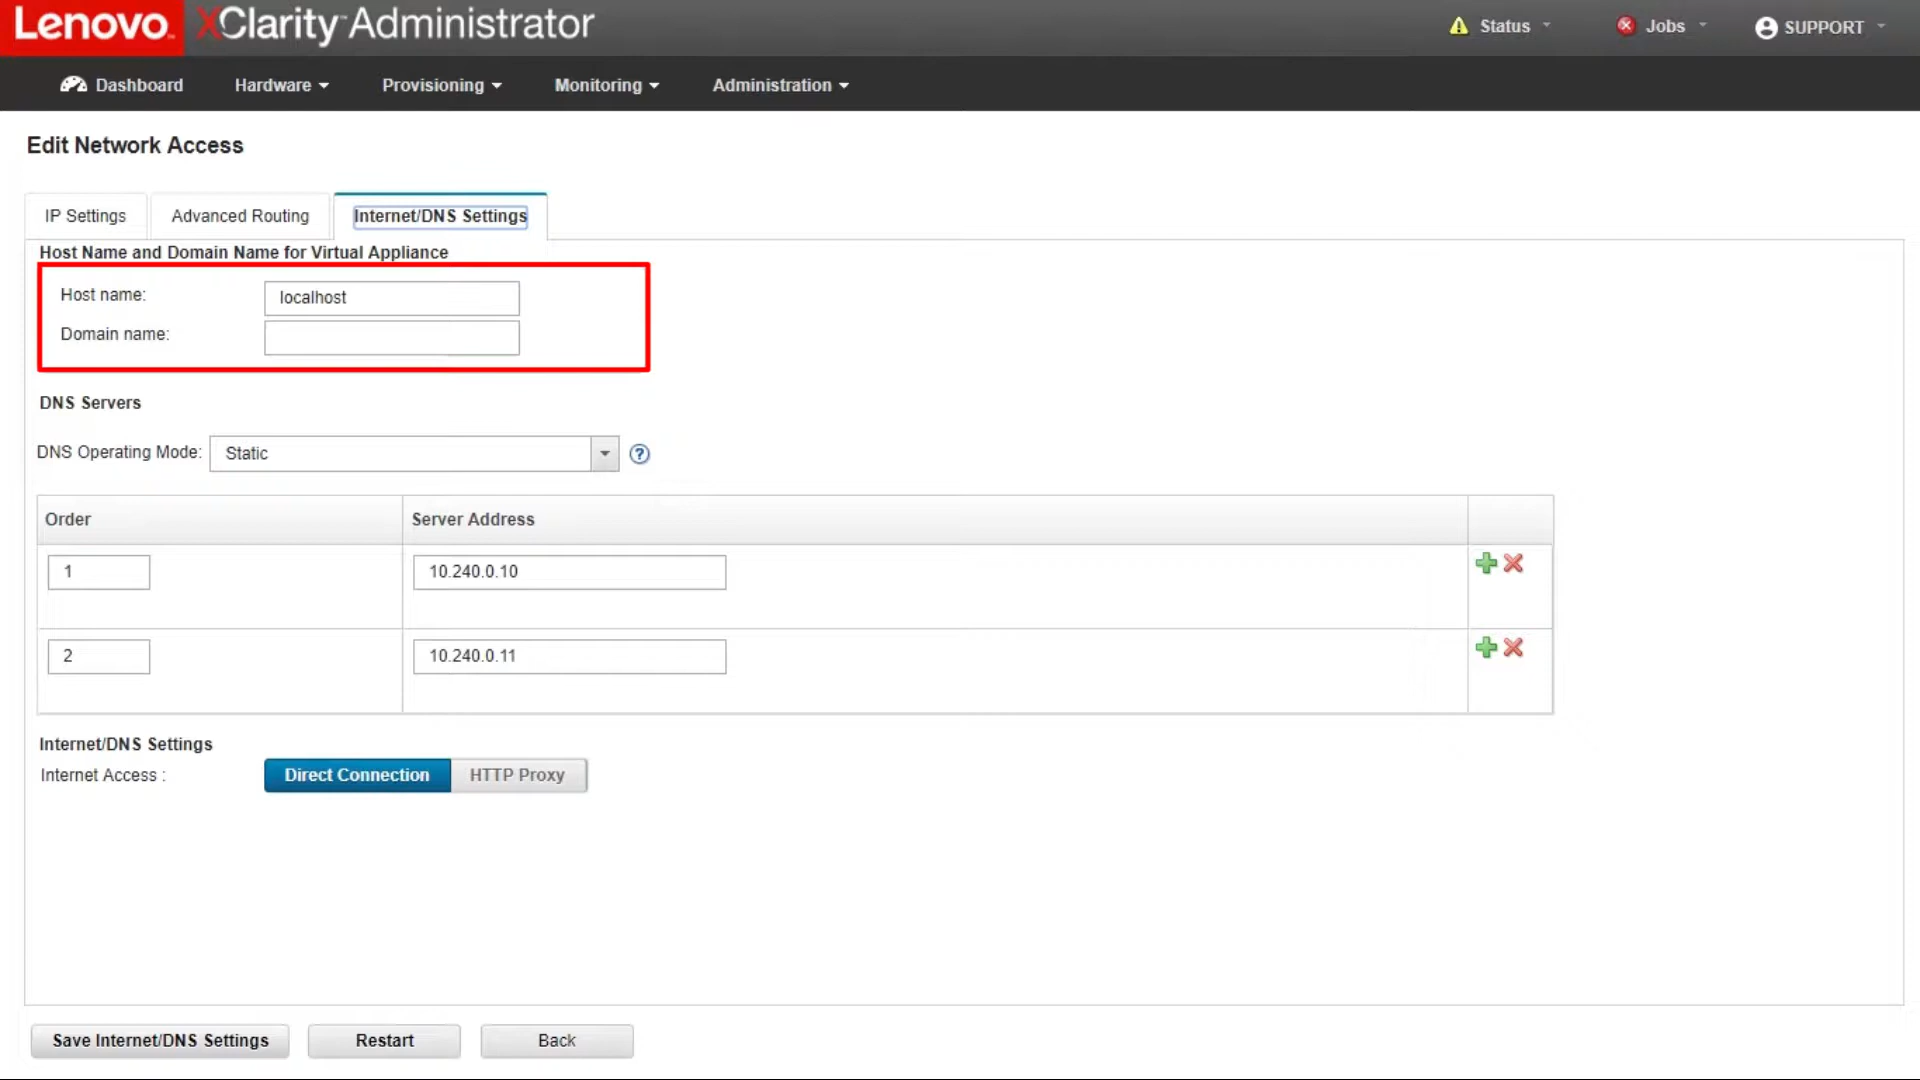 Lenovo XClarity Administrator
Status
Jobs
SUPPORT
Dashboard
Hardware
Provisioning
Monitoring
Administration
Edit Network Access
IP Settings
Advanced Routing
Internet/DNS Settings
Host Name and Domain Name for Virtual Appliance
Host name: localhost
Domain name:
DNS Servers
DNS Operating Mode: Static ?
Order Server Address
1 10.240.0.10
2 10.240.0.11
Internet/DNS Settings
Internet Access : Direct Connection HTTP Proxy
Save Internet/DNS Settings Restart Back